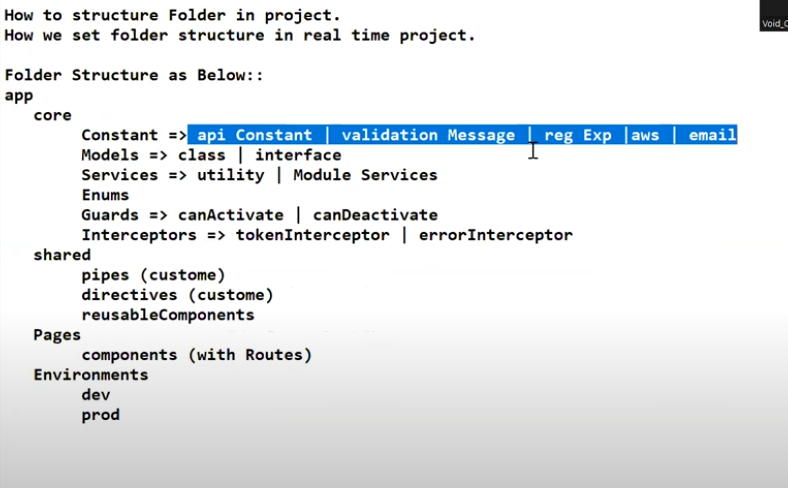 How to structure Folder in project.
Void_
How we set folder structure in real time project.
Folder Structure as Below::
app
core
Constant => api Constant | validation Message | reg Exp |aws | email
Models => class | interface
Services => utility | Module Services
Enums
Guards => canActivate | canDeactivate
Interceptors => tokenInterceptor | errorInterceptor
shared
pipes (custome)
directives (custome)
reusableComponents
Pages
components (with Routes)
Environments
dev
prod